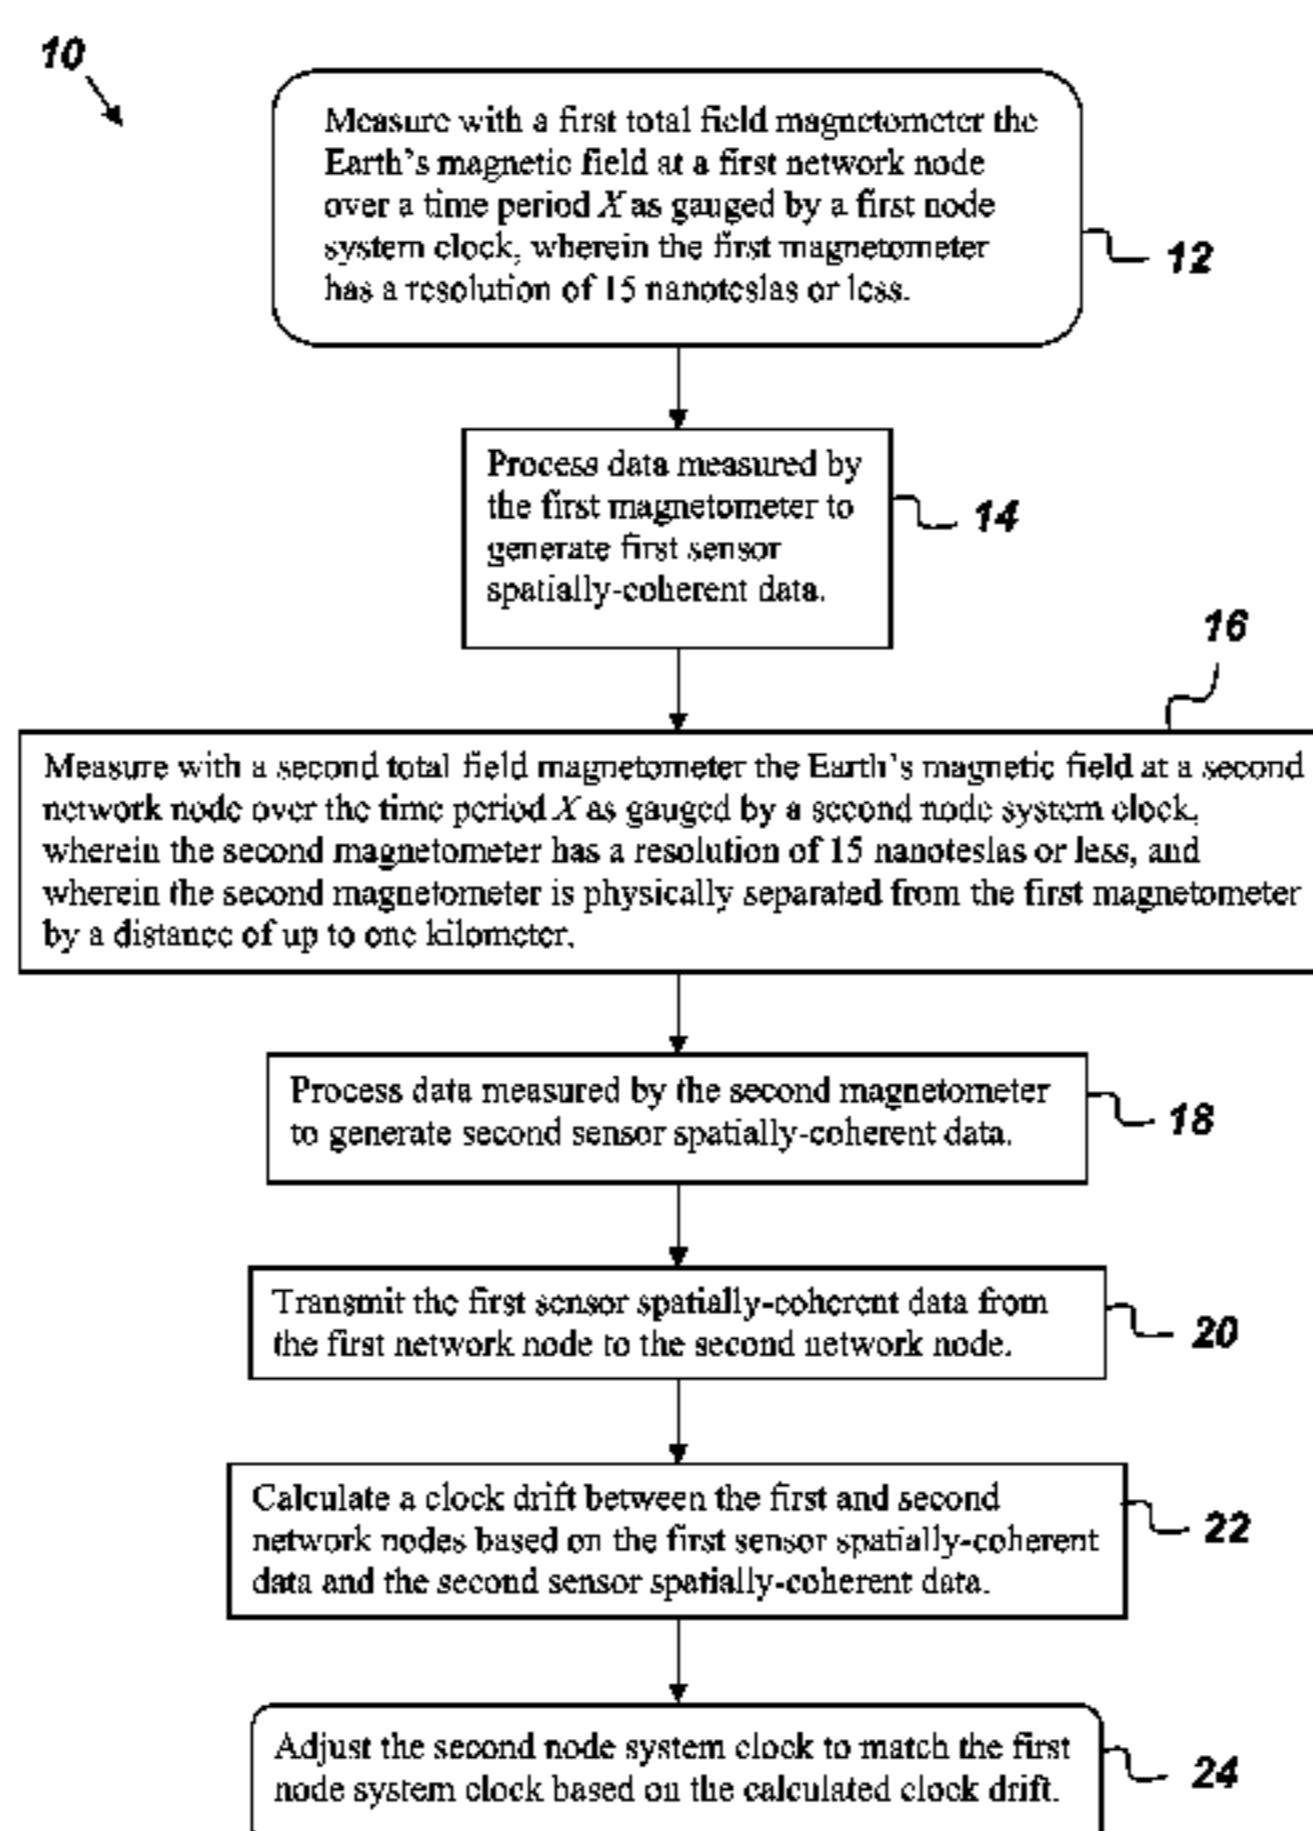 10
Measure with a first total field magnetometer the
Earth's magnetic field at a first network node
over a time period X as gauged by a first node
system clock, wherein the first magnetometer
has a resolution of 15 nanoteslas or less.
12
Process data measured by
the first magnetometer to
generate first sensor
spatially-coherent data.
14
16
Measure with a second total field magnetometer the Earth's magnetic field at a second
network node over the time period X as gauged by a second node system clock,
wherein the second magnetometer has a resolution of 15 nanoteslas or less, and
wherein the second magnetometer is physically separated from the first magnetometer
by a distance of up to one kilometer.
Process data measured by the second magnetometer
to generate second sensor spatially-coherent data.
18
Transmit the first sensor spatially-coherent data from
the first network node to the second network node.
20
Calculate a clock drift between the first and second
network nodes based on the first sensor spatially-coherent
data and the second sensor spatially-coherent data.
22
Adjust the second node system clock to match the first
node system clock based on the calculated clock drift.
24